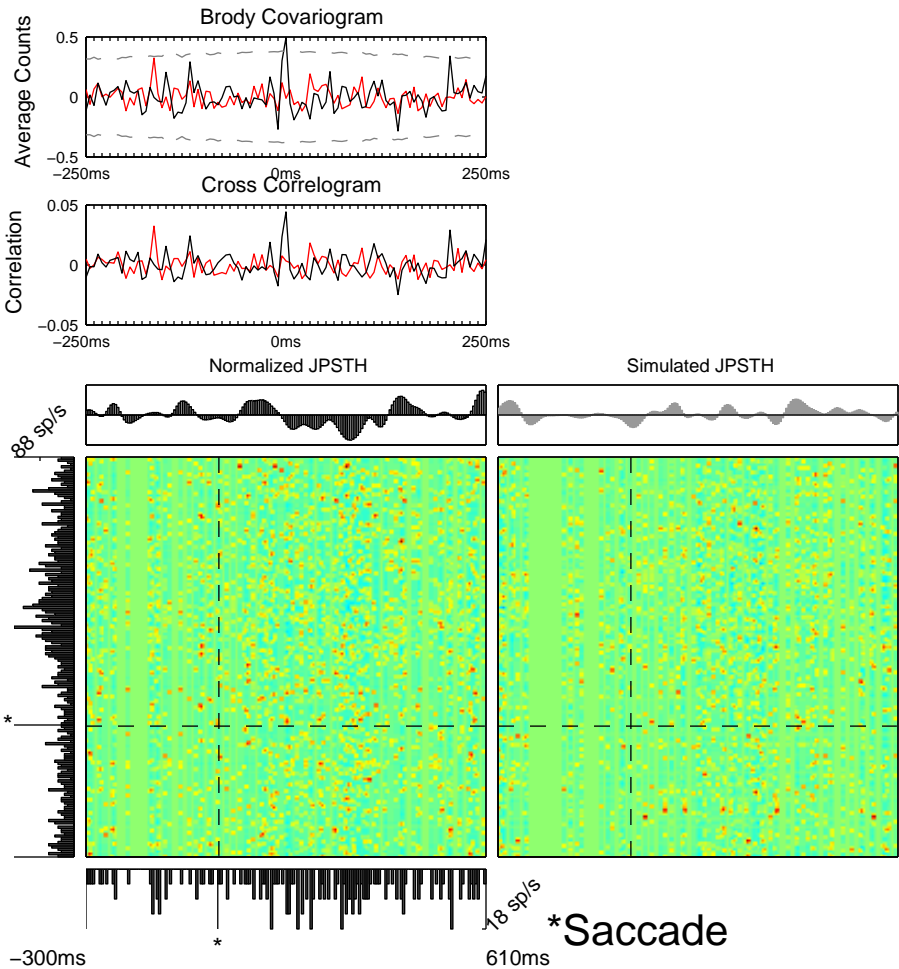 Brody Covariogram
Average Counts
0.5
0
−0.5
−250ms
0ms
250ms
Cross Correlogram
Correlation
0.05
0
−0.05
−250ms
0ms
250ms
Normalized JPSTH
Simulated JPSTH
88 sp/s
*
*
18 sp/s
*Saccade
−300ms
610ms